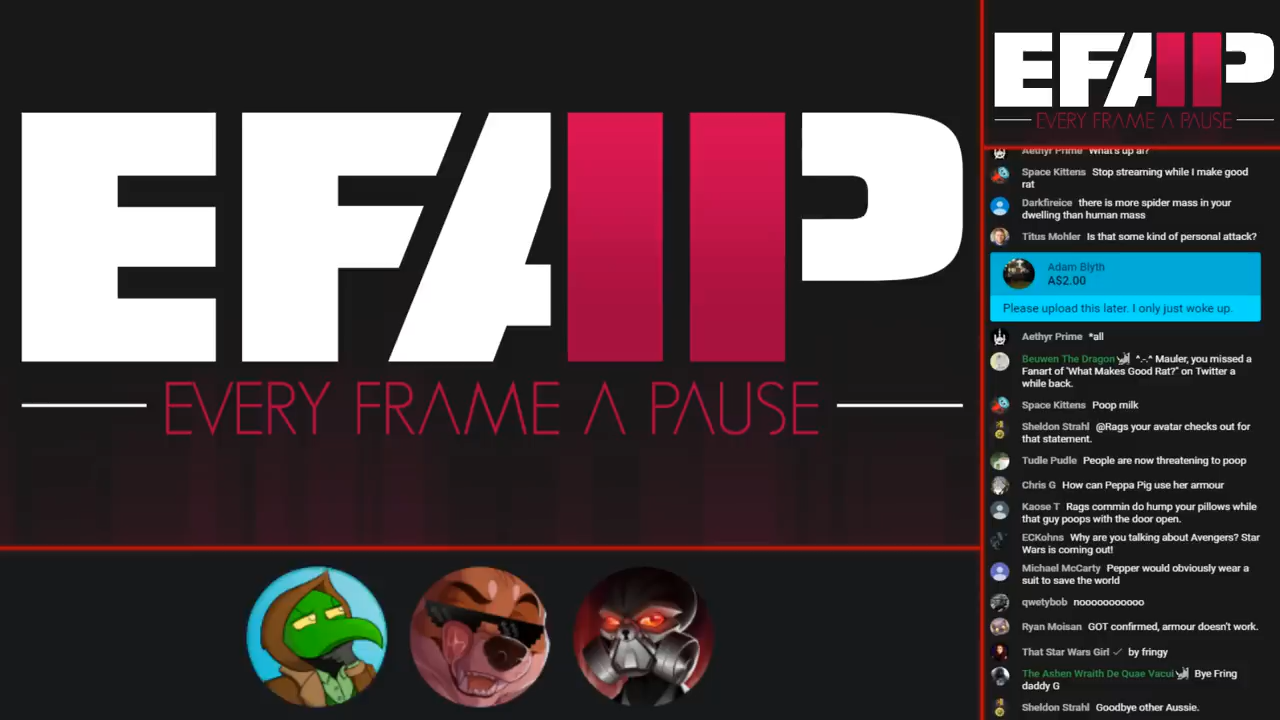 EFAP
EVERY FRAME A PAUSE
EFAP
EVERY FRAME A PAUSE
Aethyr Prime What's up al?
Space Kittens Stop streaming while I make good
rat
Darkfireice there is more spider mass in your
dwelling than human mass
Titus Mohler Is that some kind of personal attack?
Adam Blyth
A$2.00
Please upload this later. I only just woke up.
Aethyr Prime *all
Beuwen The Dragon ^.-.^ Mauler, you missed a
Fanart of "What Makes Good Rat?" on Twitter a
while back.
Space Kittens Poop milk
Sheldon Strahl @Rags your avatar checks out for
that statement.
Tudle Pudle People are now threatening to poop
Chris G How can Peppa Pig use her armour
Kaose T Rags commin do hump your pillows while
that guy poops with the door open.
ECKohns Why are you talking about Avengers? Star
Wars is coming out!
Michael McCarty Pepper would obviously wear a
suit to save the world
qwetybob nooooooooooo
Ryan Moisan GOT confirmed, armour doesn't work.
That Star Wars Girl ✓ by fringy
The Ashen Wraith De Quae Vacui Bye Fring
daddy G
Sheldon Strahl Goodbye other Aussie.